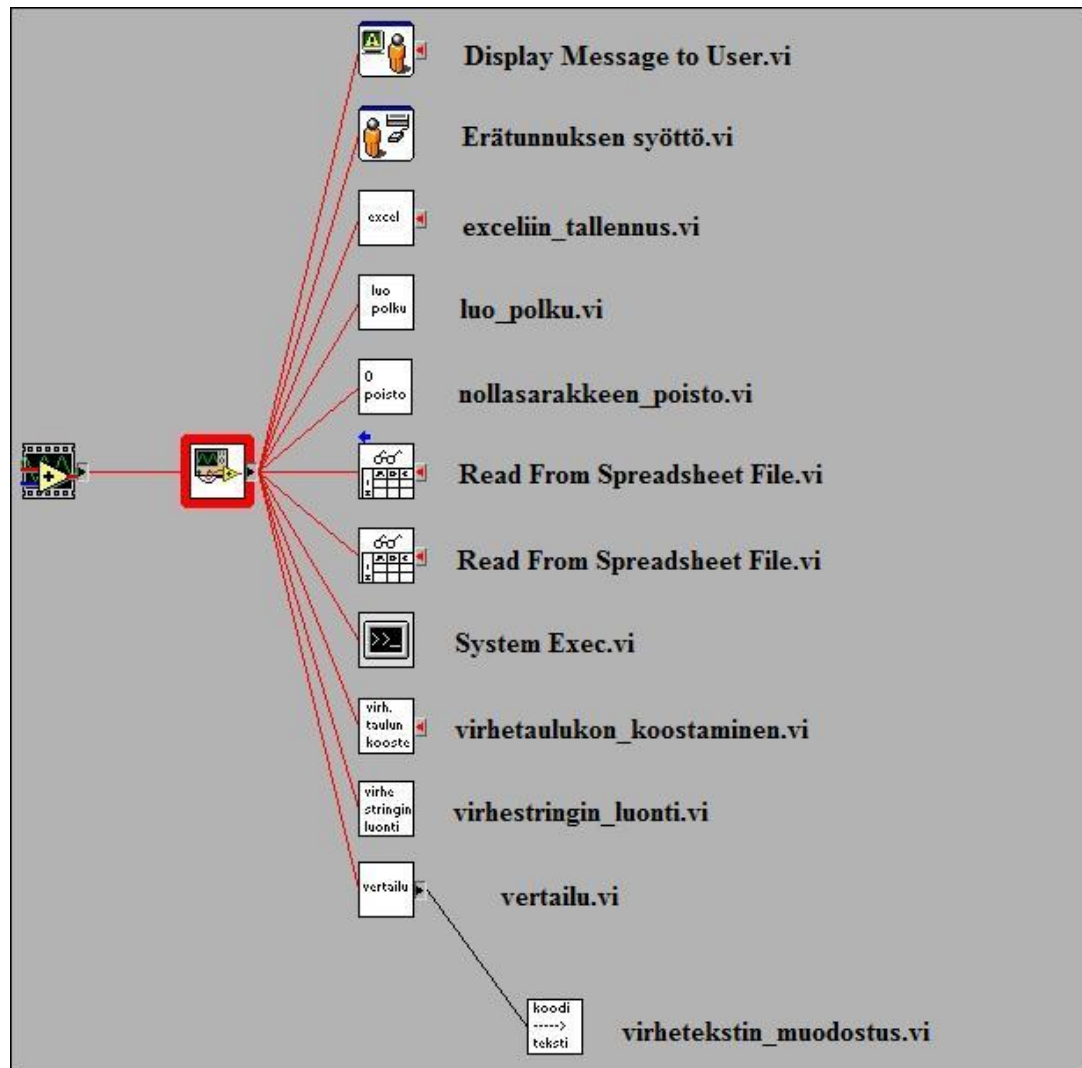 A
Display Message to User.vi
Erätunnuksen syöttö.vi
excel
exceliin_tallennus.vi
luo
polku
luo_polku.vi
0
poisto
nollasarakkeen_poisto.vi
Read From Spreadsheet File.vi
Read From Spreadsheet File.vi
>>_
System Exec.vi
virh.
taulun
kooste
virhetaulukon_koostaminen.vi
virhe
stringin
luonti
virhestringin_luonti.vi
vertailu
vertailu.vi
koodi
----->
teksti
virhetekstin_muodostus.vi